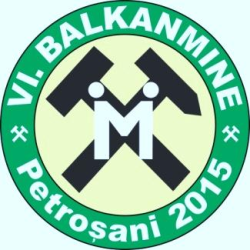 VI. BALKANMINE
M
Petroșani 2015